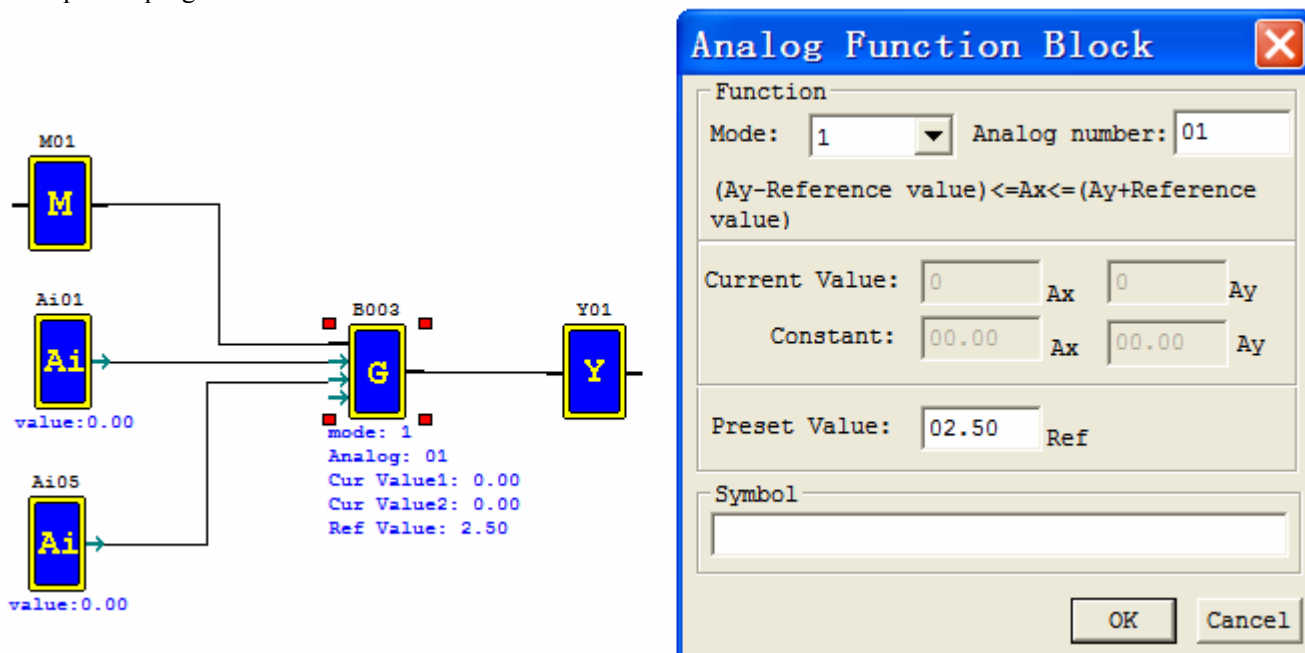 M01
M
Ai01
Ai
value:0.00
Ai05
Ai
value:0.00
B003
G
mode: 1
Analog: 01
Cur Value1: 0.00
Cur Value2: 0.00
Ref Value: 2.50
Y01
Y
Analog Function Block
Function
Mode: 1 Analog number: 01
(Ay-Reference value)<=Ax<=(Ay+Reference
value)
Current Value: 0 Ax 0 Ay
Constant: 00.00 Ax 00.00 Ay
Preset Value: 02.50 Ref
Symbol
OK Cancel